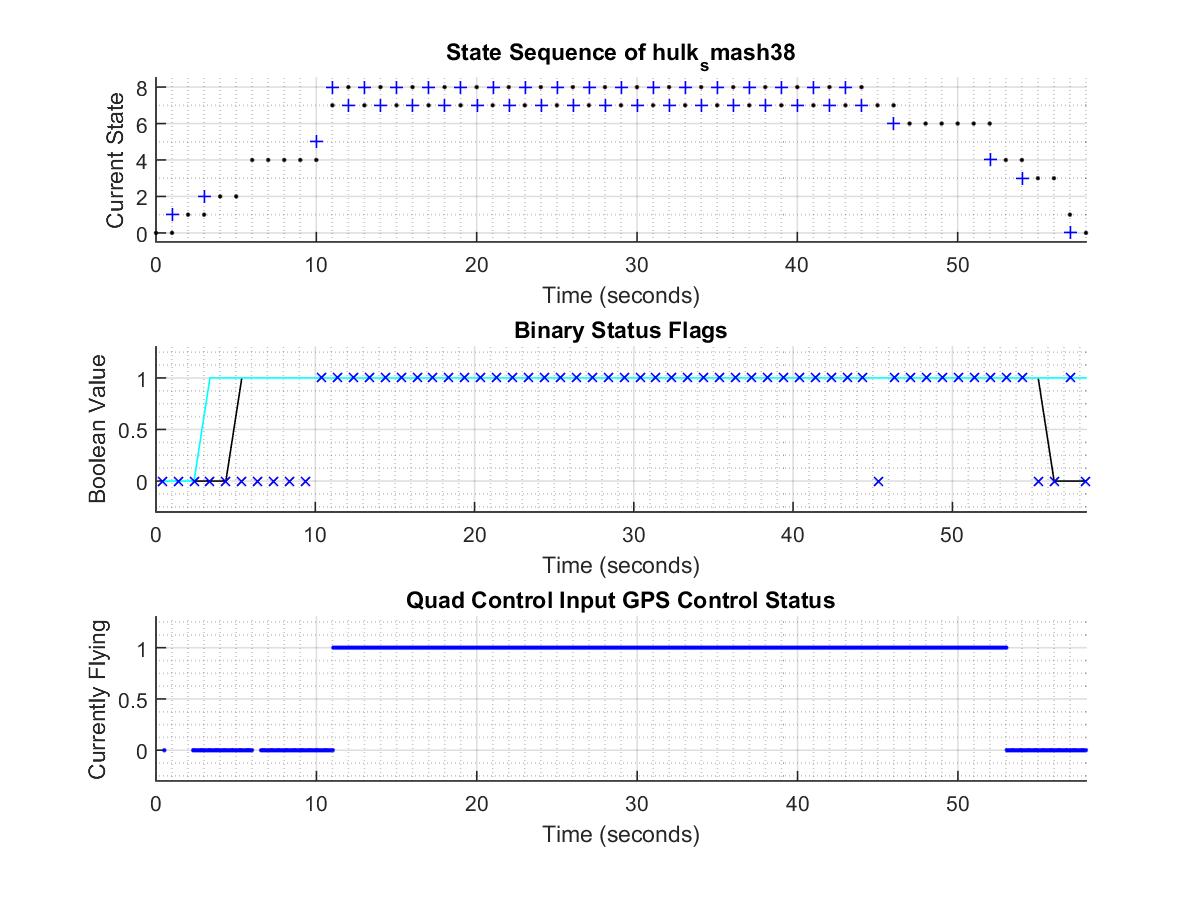 State Sequence of hulk_smash38
Current State
8
6
4
2
0
0 10 20 30 40 50
Time (seconds)
Binary Status Flags
Boolean Value
1
0.5
0
0 10 20 30 40 50
Time (seconds)
Quad Control Input GPS Control Status
Currently Flying
1
0.5
0
0 10 20 30 40 50
Time (seconds)